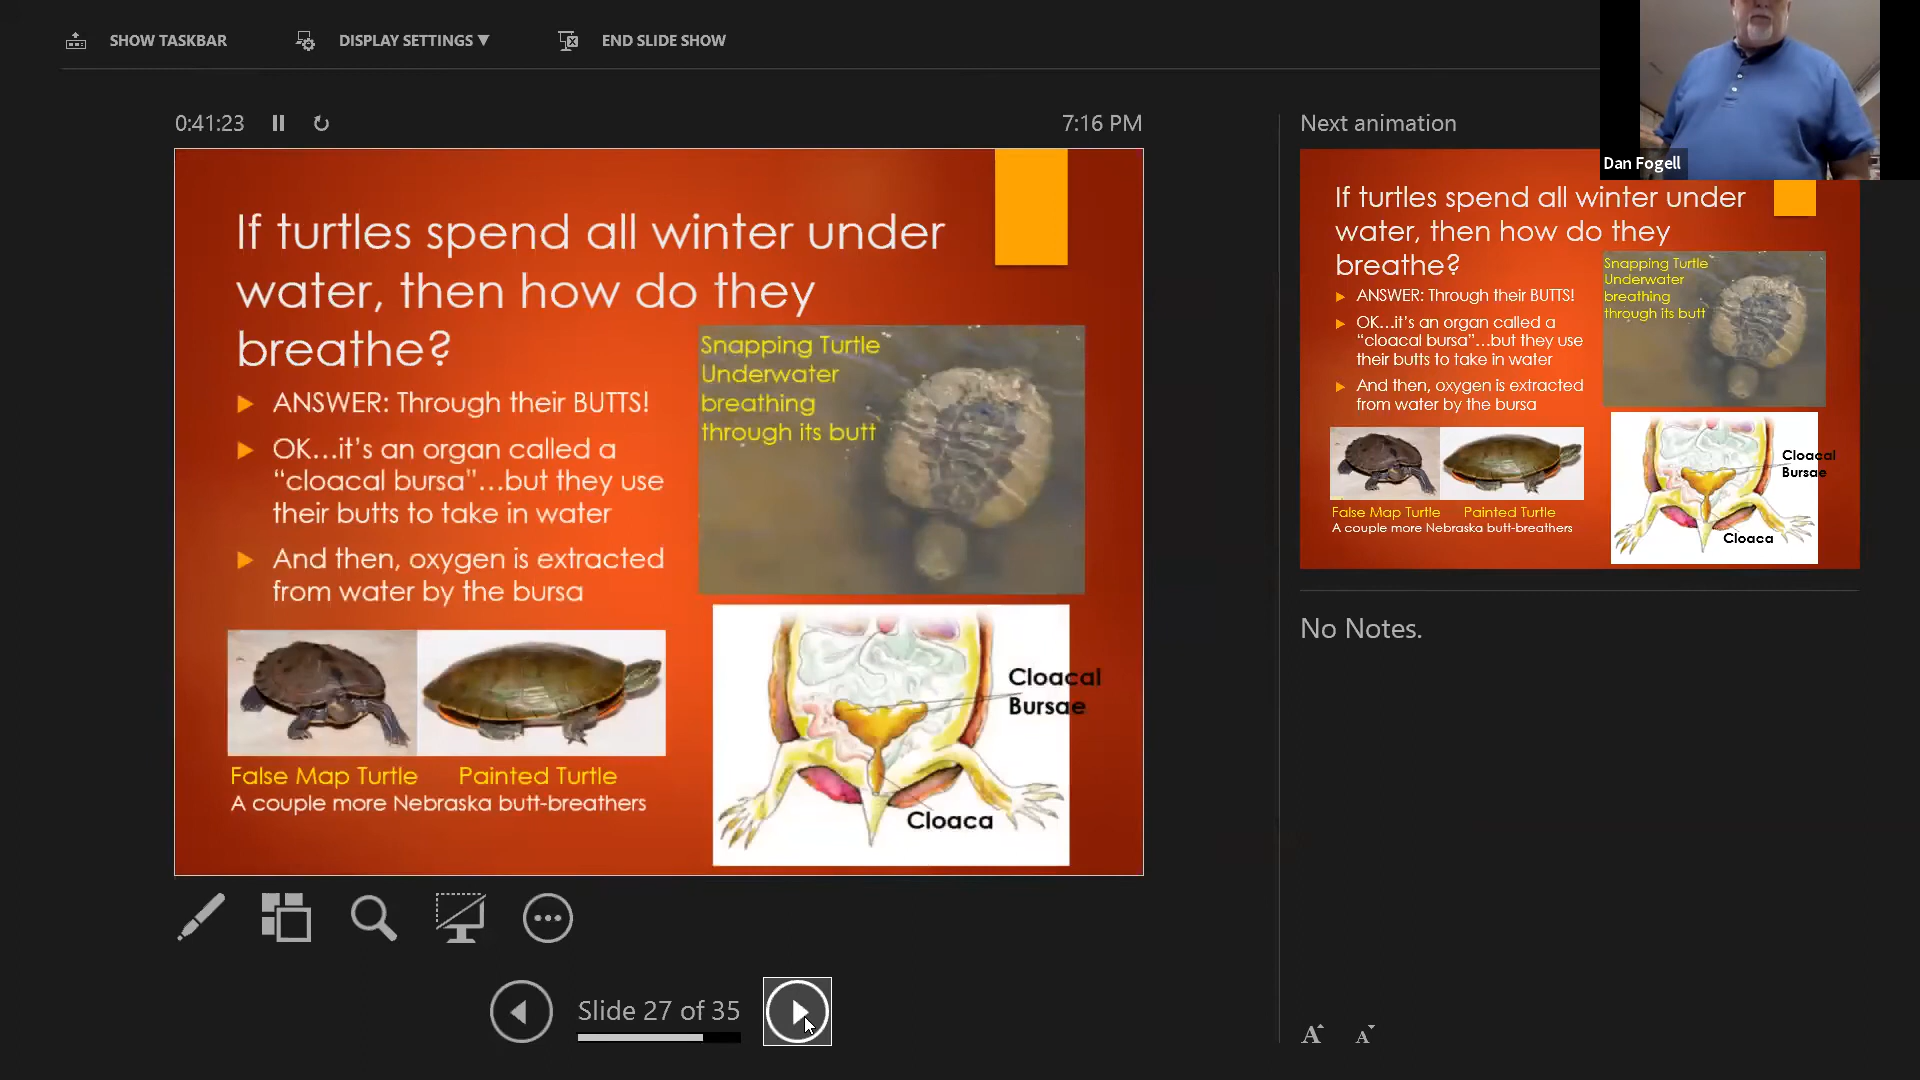 SHOW TASKBAR
DISPLAY SETTINGS ▼
END SLIDE SHOW
0:41:23
7:16 PM
If turtles spend all winter under
water, then how do they
breathe?
ANSWER: Through their BUTTS!
OK...it's an organ called a
"cloacal bursa"...but they use
their butts to take in water
And then, oxygen is extracted
from water by the bursa
Snapping Turtle
Underwater
breathing
through its butt
False Map Turtle
Painted Turtle
A couple more Nebraska butt-breathers
Cloacal
Bursae
Cloaca
Slide 27 of 35
Next animation
Dan Fogell
If turtles spend all winter under
water, then how do they
breathe?
ANSWER: Through their BUTTS!
OK...it's an organ called a
"cloacal bursa"...but they use
their butts to take in water
And then, oxygen is extracted
from water by the bursa
Snapping Turtle
Underwater
breathing
through its butt
False Map Turtle
Painted Turtle
A couple more Nebraska butt-breathers
Cloacal
Bursae
Cloaca
No Notes.
A
A